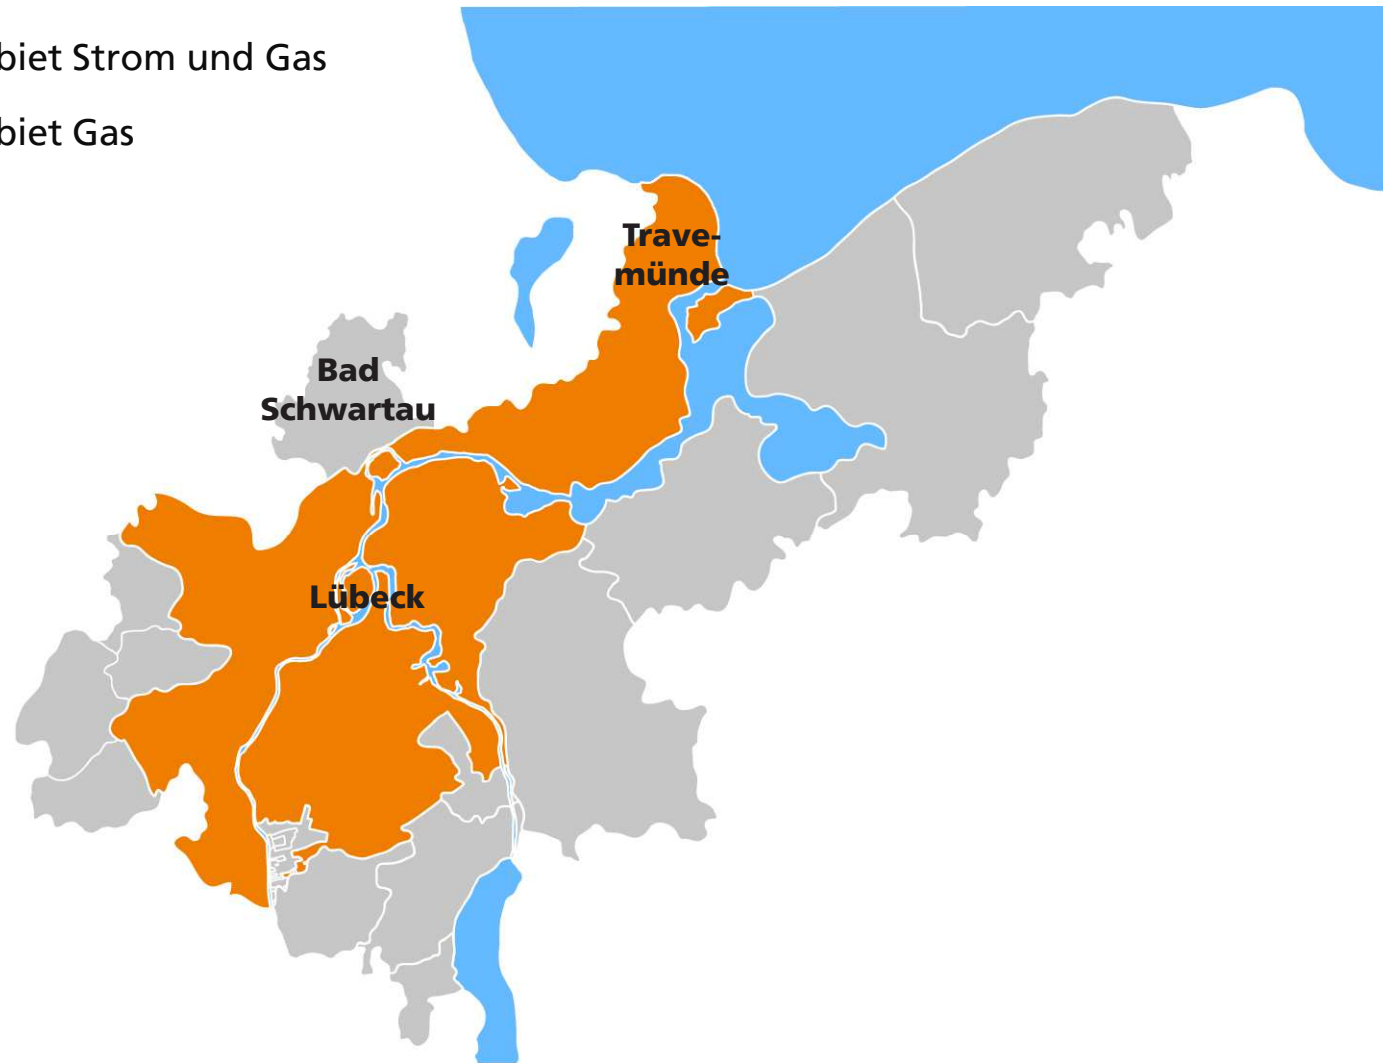 biet Strom und Gas
biet Gas
Trave-
münde
Bad
Schwartau
Lübeck